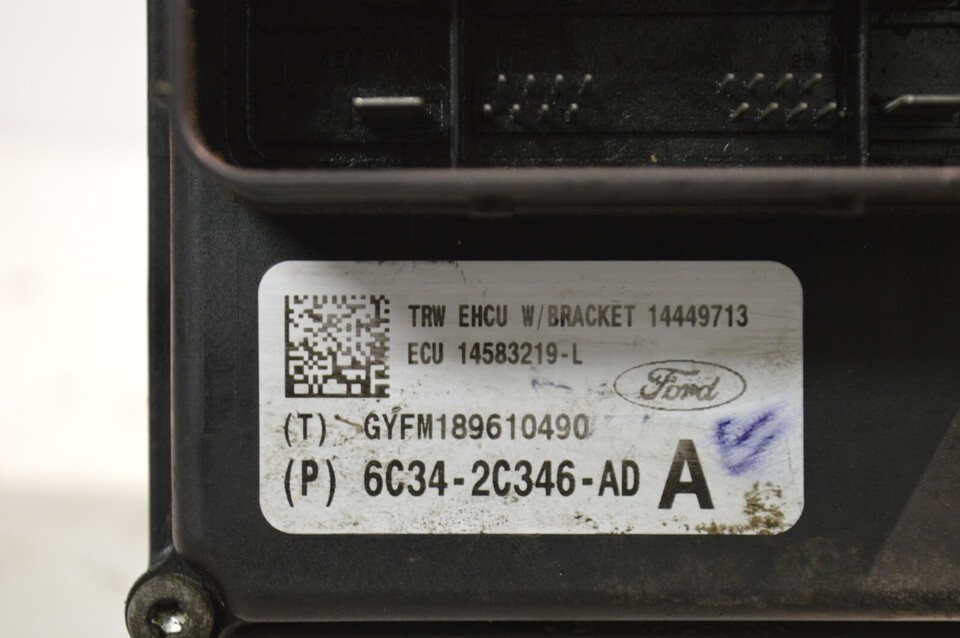 TRW EHCU W/BRACKET 14449713
ECU 14583219-L
Ford
(T) GYFM189610490
(P) 6C34-2C346-AD A